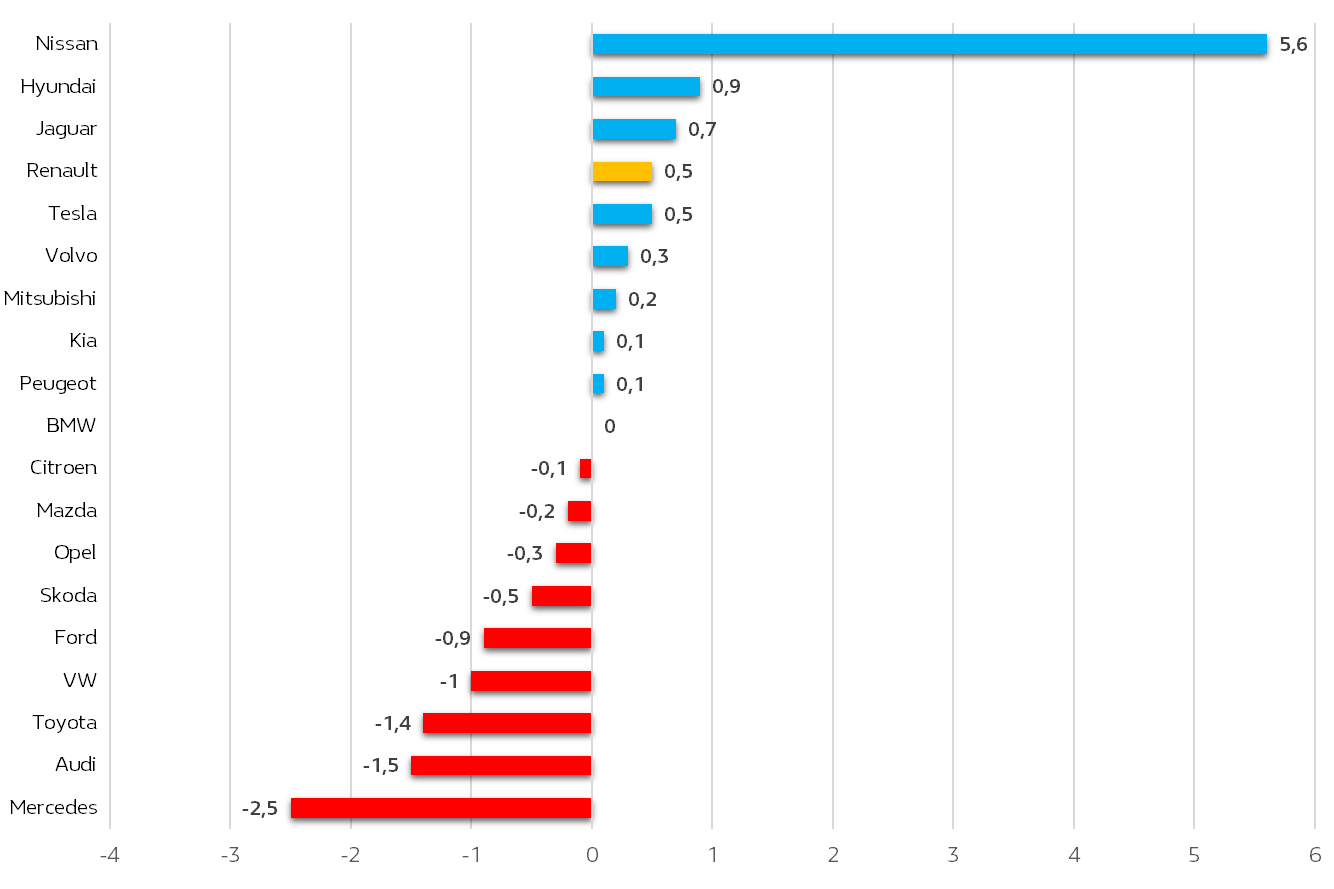 Nissan 5,6
Hyundai 0,9
Jaguar 0,7
Renault 0,5
Tesla 0,5
Volvo 0,3
Mitsubishi 0,2
Kia 0,1
Peugeot 0,1
BMW 0
Citroen -0,1
Mazda -0,2
Opel -0,3
Skoda -0,5
Ford -0,9
VW -1
Toyota -1,4
Audi -1,5
Mercedes -2,5
-4 -3 -2 -1 0 1 2 3 4 5 6